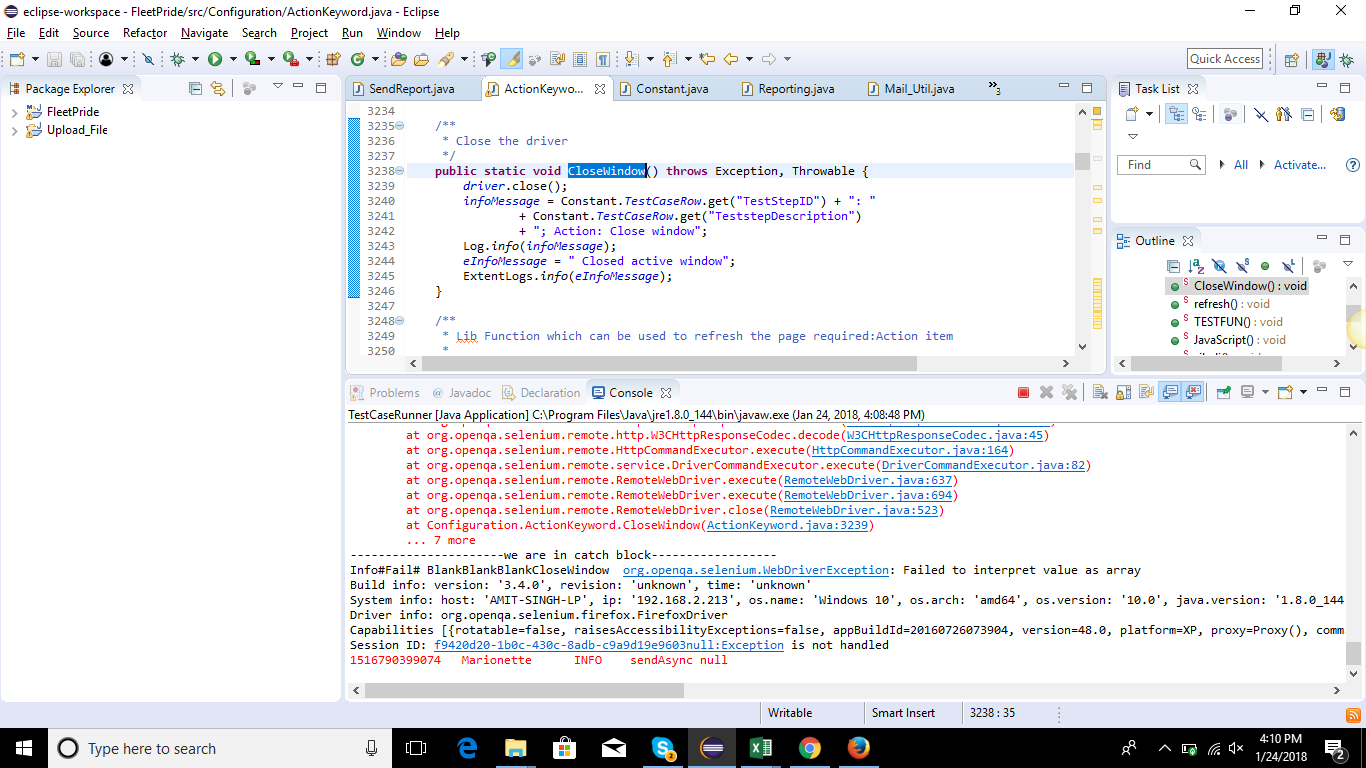 eclipse-workspace - FleetPride/src/Configuration/ActionKeyword.java - Eclipse
File Edit Source Refactor Navigate Search Project Run Window Help
Quick Access
Package Explorer
FleetPride
Upload_File
SendReport.java ActionKeywo... Constant.java Reporting.java Mail_Util.java »3
3234
3235 /**
3236 * Close the driver
3237 */
3238 public static void CloseWindow() throws Exception, Throwable {
3239 driver.close();
3240 infoMessage = Constant.TestCaseRow.get("TestStepID") + ": "
3241 + Constant.TestCaseRow.get("TeststepDescription")
3242 + "; Action: Close window";
3243 Log.info(infoMessage);
3244 eInfoMessage = " Closed active window";
3245 ExtentLogs.info(eInfoMessage);
3246 }
3247
3248 /**
3249 * Lib Function which can be used to refresh the page required:Action item
3250 *
Task List
Find All Activate...
Outline
CloseWindow() : void
refresh() : void
TESTFUN() : void
JavaScript() : void
Problems @ Javadoc Declaration Console
TestCaseRunner [Java Application] C:\Program Files\Java\jre1.8.0_144\bin\javaw.exe (Jan 24, 2018, 4:08:48 PM)
at org.openqa.selenium.remote.http.W3CHttpResponseCodec.decode(W3CHttpResponseCodec.java:45)
at org.openqa.selenium.remote.HttpCommandExecutor.execute(HttpCommandExecutor.java:164)
at org.openqa.selenium.remote.service.DriverCommandExecutor.execute(DriverCommandExecutor.java:82)
at org.openqa.selenium.remote.RemoteWebDriver.execute(RemoteWebDriver.java:637)
at org.openqa.selenium.remote.RemoteWebDriver.execute(RemoteWebDriver.java:694)
at org.openqa.selenium.remote.RemoteWebDriver.close(RemoteWebDriver.java:523)
at Configuration.ActionKeyword.CloseWindow(ActionKeyword.java:3239)
... 7 more
----------------------we are in catch block------------------
Info#Fail# BlankBlankBlankCloseWindow org.openqa.selenium.WebDriverException: Failed to interpret value as array
Build info: version: '3.4.0', revision: 'unknown', time: 'unknown'
System info: host: 'AMIT-SINGH-LP', ip: '192.168.2.213', os.name: 'Windows 10', os.arch: 'amd64', os.version: '10.0', java.version: '1.8.0_144
Driver info: org.openqa.selenium.firefox.FirefoxDriver
Capabilities [{rotatable=false, raisesAccessibilityExceptions=false, appBuildId=20160726073904, version=48.0, platform=XP, proxy=Proxy(), comm
Session ID: f9420d20-1b0c-430c-8adb-c9a9d19e9603null:Exception is not handled
1516790399074 Marionette INFO sendAsync null
Writable Smart Insert 3238 : 35
Type here to search
4:10 PM
1/24/2018